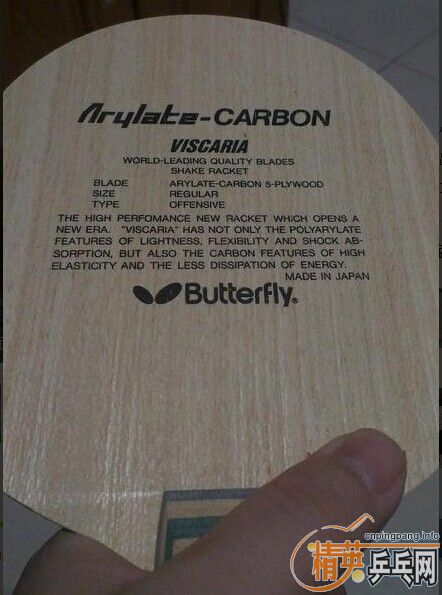 Arylate-CARBON
VISCARIA
WORLD-LEADING QUALITY BLADES
SHAKE RACKET
BLADE ARYLATE-CARBON 5-PLYWOOD
SIZE REGULAR
TYPE OFFENSIVE
THE HIGH PERFOMANCE NEW RACKET WHICH OPENS A
NEW ERA. "VISCARIA" HAS NOT ONLY THE POLYARYLATE
FEATURES OF LIGHTNESS, FLEXIBILITY AND SHOCK AB-
SORPTION, BUT ALSO THE CARBON FEATURES OF HIGH
ELASTICITY AND THE LESS DISSIPATION OF ENERGY.
MADE IN JAPAN
Butterfly®
cnpingpang.info
精英乒乓网